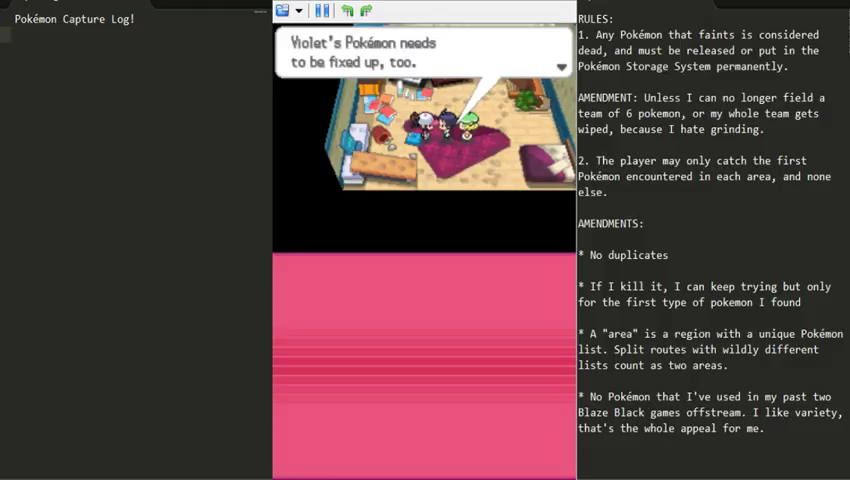 Pokémon Capture Log!
Violet's Pokémon needs
to be fixed up, too.
RULES:
1. Any Pokémon that faints is considered
dead, and must be released or put in the
Pokémon Storage System permanently.
AMENDMENT: Unless I can no longer field a
team of 6 pokemon, or my whole team gets
wiped, because I hate grinding.
2. The player may only catch the first
Pokémon encountered in each area, and none
else.
AMENDMENTS:
* No duplicates
* If I kill it, I can keep trying but only
for the first type of pokemon I found
* A "area" is a region with a unique Pokémon
list. Split routes with wildly different
lists count as two areas.
* No Pokémon that I've used in my past two
Blaze Black games offstream. I like variety,
that's the whole appeal for me.